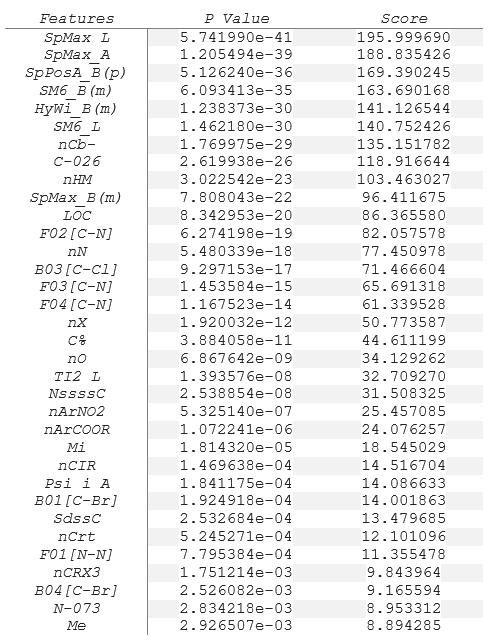 Features P Value Score
SpMax_L 5.741990e-41 195.999690
SpMax_A 1.205494e-39 188.835426
SpPosA_B(p) 5.126240e-36 169.390245
SM6_B(m) 6.093413e-35 163.690168
HyWi_B(m) 1.238373e-30 141.126544
SM6_L 1.462180e-30 140.752426
nCb- 1.769975e-29 135.151782
C-026 2.619938e-26 118.916644
nHM 3.022542e-23 103.463027
SpMax_B(m) 7.808043e-22 96.411675
LOC 8.342953e-20 86.365580
F02[C-N] 6.274198e-19 82.057578
nN 5.480339e-18 77.450978
B03[C-Cl] 9.297153e-17 71.466604
F03[C-N] 1.453584e-15 65.691318
F04[C-N] 1.167523e-14 61.339528
nX 1.920032e-12 50.773587
C% 3.884058e-11 44.611199
nO 6.867642e-09 34.129262
TI2_L 1.393576e-08 32.709270
NssssC 2.538854e-08 31.508325
nArNO2 5.325140e-07 25.457085
nArCOOR 1.072241e-06 24.076257
Mi 1.814320e-05 18.545029
nCIR 1.469638e-04 14.516704
Psi_i_A 1.841175e-04 14.086633
B01[C-Br] 1.924918e-04 14.001863
SdssC 2.532684e-04 13.479685
nCrt 5.245271e-04 12.101096
F01[N-N] 7.795384e-04 11.355478
nCRX3 1.751214e-03 9.843964
B04[C-Br] 2.526082e-03 9.165594
N-073 2.834218e-03 8.953312
Me 2.926507e-03 8.894285